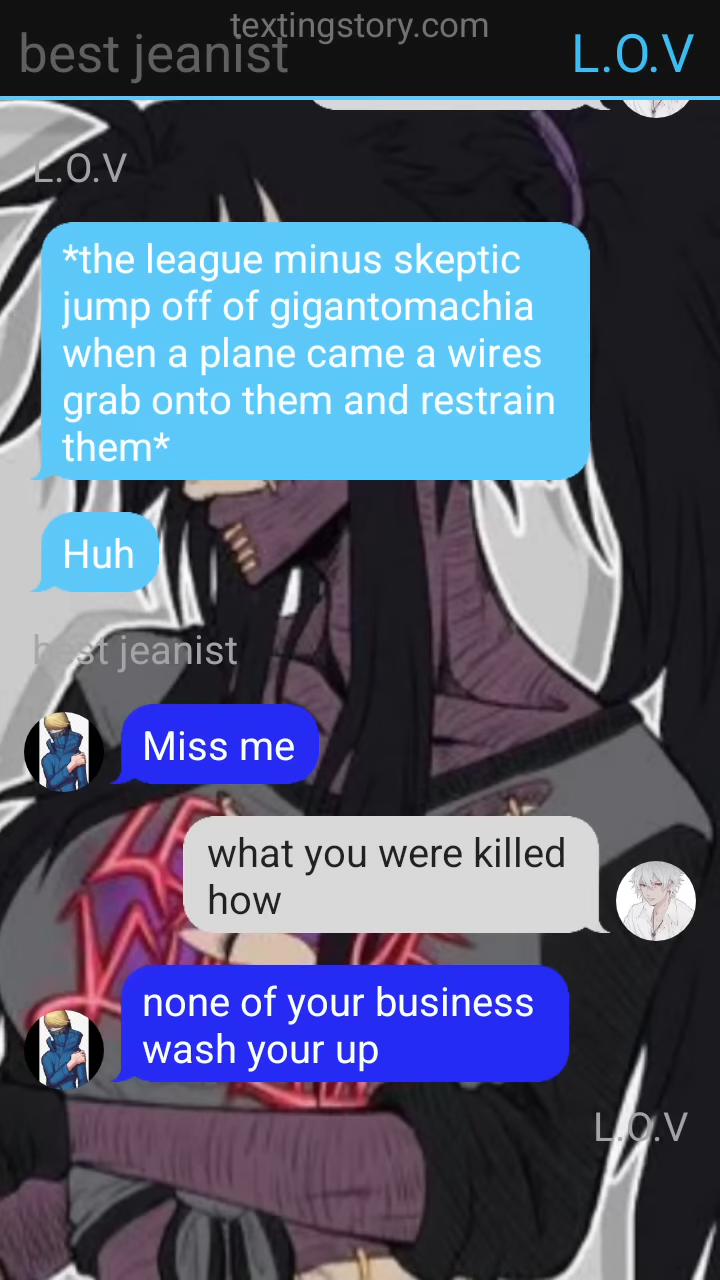 textingstory.com
best jeanist
L.O.V
L.O.V
*the league minus skeptic
jump off of gigantomachia
when a plane came a wires
grab onto them and restrain
them*
Huh
best jeanist
Miss me
what you were killed
how
none of your business
wash your up
L.O.V